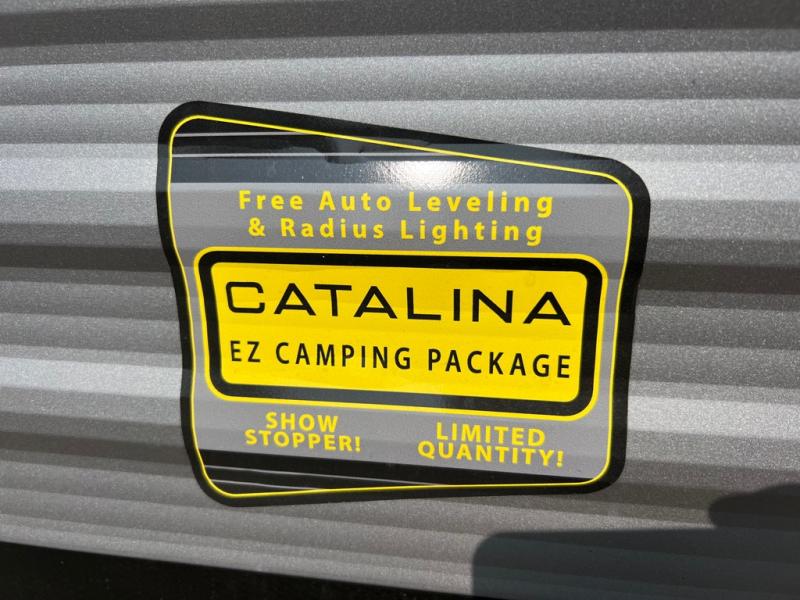 Free Auto Leveling
& Radius Lighting
CATALINA
EZ CAMPING PACKAGE
SHOW
STOPPER!
LIMITED
QUANTITY!